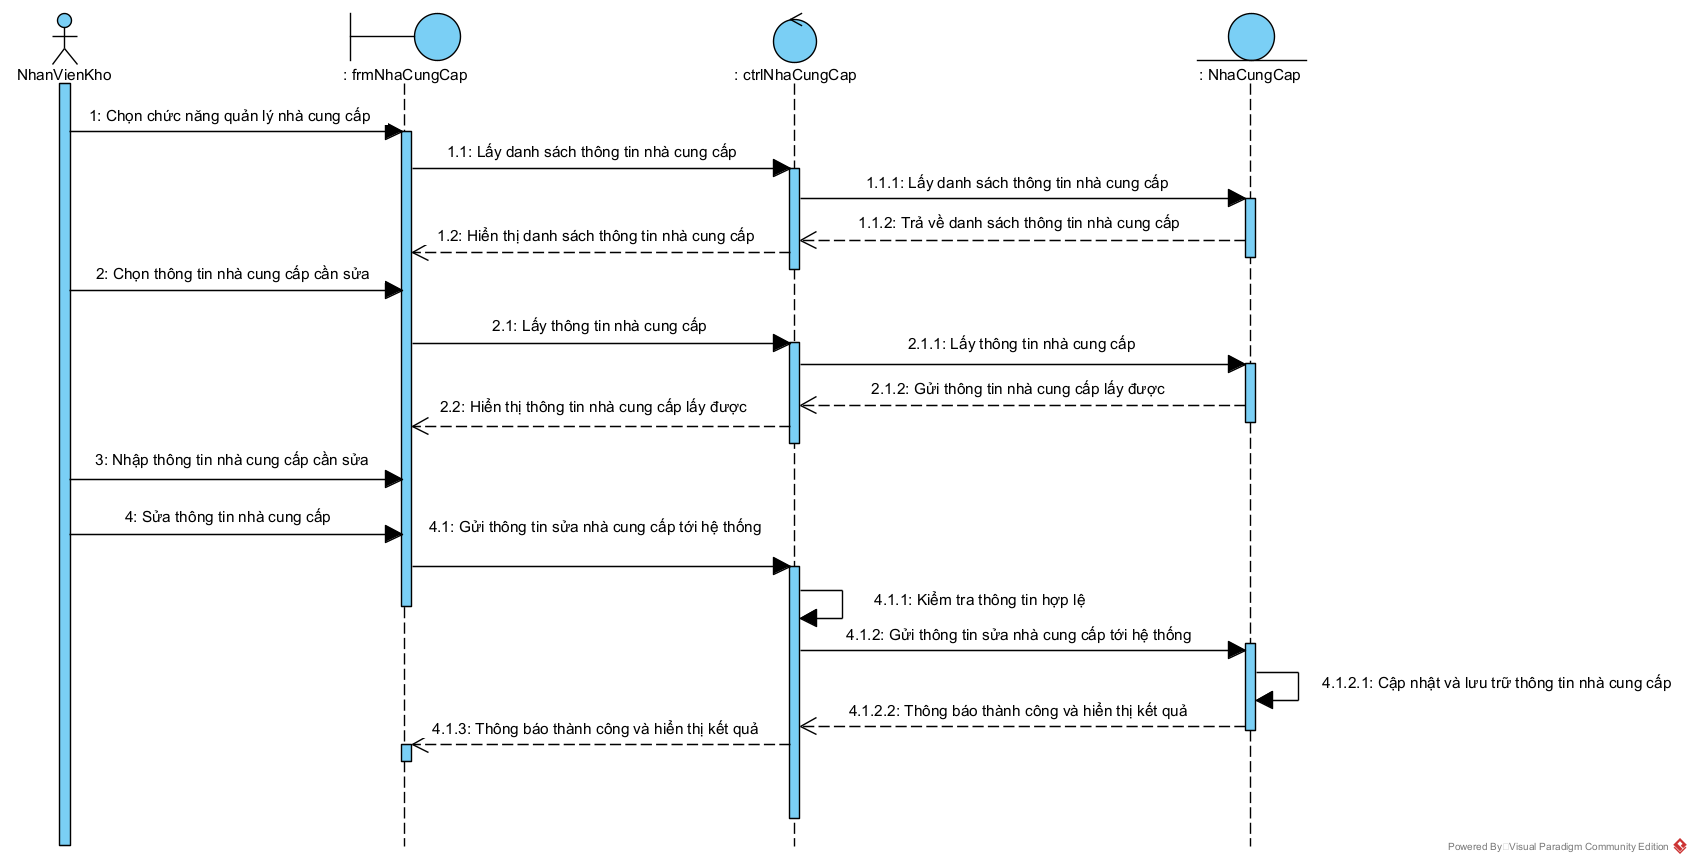 NhanVienKho
: frmNhaCungCap
: ctrlNhaCungCap
: NhaCungCap
1: Chọn chức năng quản lý nhà cung cấp
1.1: Lấy danh sách thông tin nhà cung cấp
1.1.1: Lấy danh sách thông tin nhà cung cấp
1.1.2: Trả về danh sách thông tin nhà cung cấp
1.2: Hiển thị danh sách thông tin nhà cung cấp
2: Chọn thông tin nhà cung cấp cần sửa
2.1: Lấy thông tin nhà cung cấp
2.1.1: Lấy thông tin nhà cung cấp
2.1.2: Gửi thông tin nhà cung cấp lấy được
2.2: Hiển thị thông tin nhà cung cấp lấy được
3: Nhập thông tin nhà cung cấp cần sửa
4: Sửa thông tin nhà cung cấp
4.1: Gửi thông tin sửa nhà cung cấp tới hệ thống
4.1.1: Kiểm tra thông tin hợp lệ
4.1.2: Gửi thông tin sửa nhà cung cấp tới hệ thống
4.1.2.1: Cập nhật và lưu trữ thông tin nhà cung cấp
4.1.2.2: Thông báo thành công và hiển thị kết quả
4.1.3: Thông báo thành công và hiển thị kết quả
Powered By Visual Paradigm Community Edition